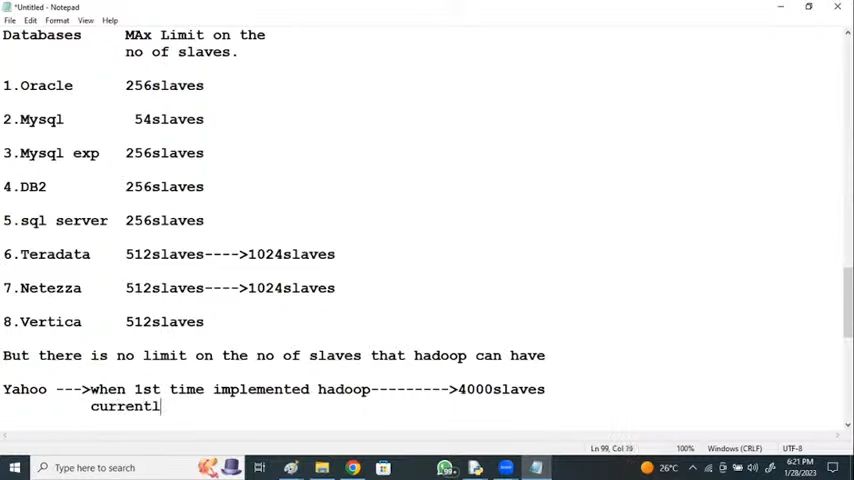 *Untitled - Notepad
File Edit Format View Help
Databases MAx Limit on the
no of slaves.
1.Oracle 256slaves
2.Mysql 54slaves
3.Mysql exp 256slaves
4.DB2 256slaves
5.sql server 256slaves
6.Teradata 512slaves---->1024slaves
7.Netezza 512slaves---->1024slaves
8.Vertica 512slaves
But there is no limit on the no of slaves that hadoop can have
Yahoo --->when 1st time implemented hadoop--------->4000slaves
currentl
Ln 99, Col 100% Windows (CRLF) UTF-8
Type here to search 99+ 26°C 6:21 PM
1/28/2023